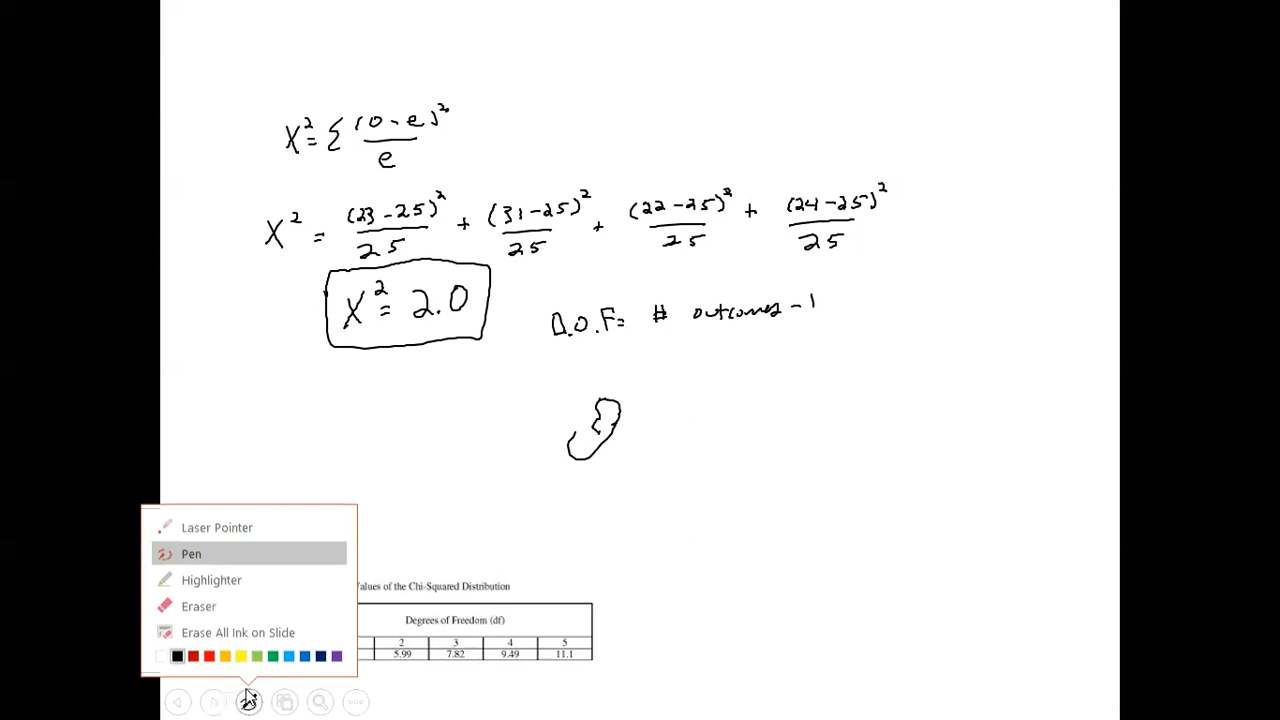 X² = Σ (o - e)² / e
X² = (23 - 25)² / 25 + (31 - 25)² / 25 + (22 - 25)² / 25 + (24 - 25)² / 25
X² = 2.0
D.O.F = # outcomes - 1
Laser Pointer
Pen
Highlighter
Eraser
Erase All Ink on Slide
Values of the Chi-Squared Distribution
Degrees of Freedom (df)
2 3 4 5
5.99 7.82 9.49 11.1